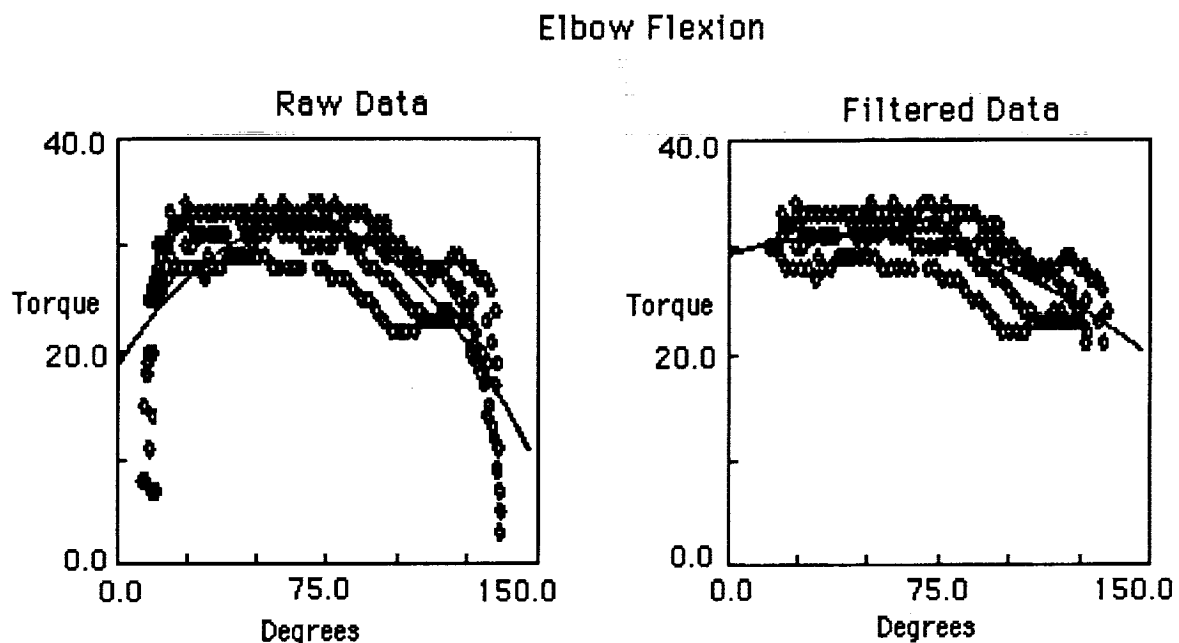 Elbow Flexion
Raw Data
40.0
Torque
20.0
0.0
0.0 75.0 150.0
Degrees
Filtered Data
40.0
Torque
20.0
0.0
0.0 75.0 150.0
Degrees